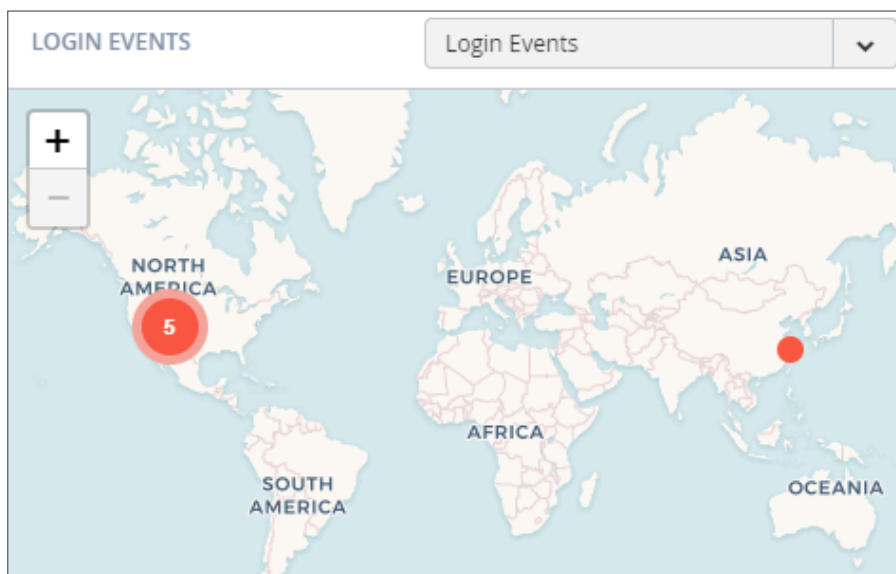 LOGIN EVENTS
Login Events
+
−
NORTH
AMERICA
5
EUROPE
ASIA
AFRICA
SOUTH
AMERICA
OCEANIA